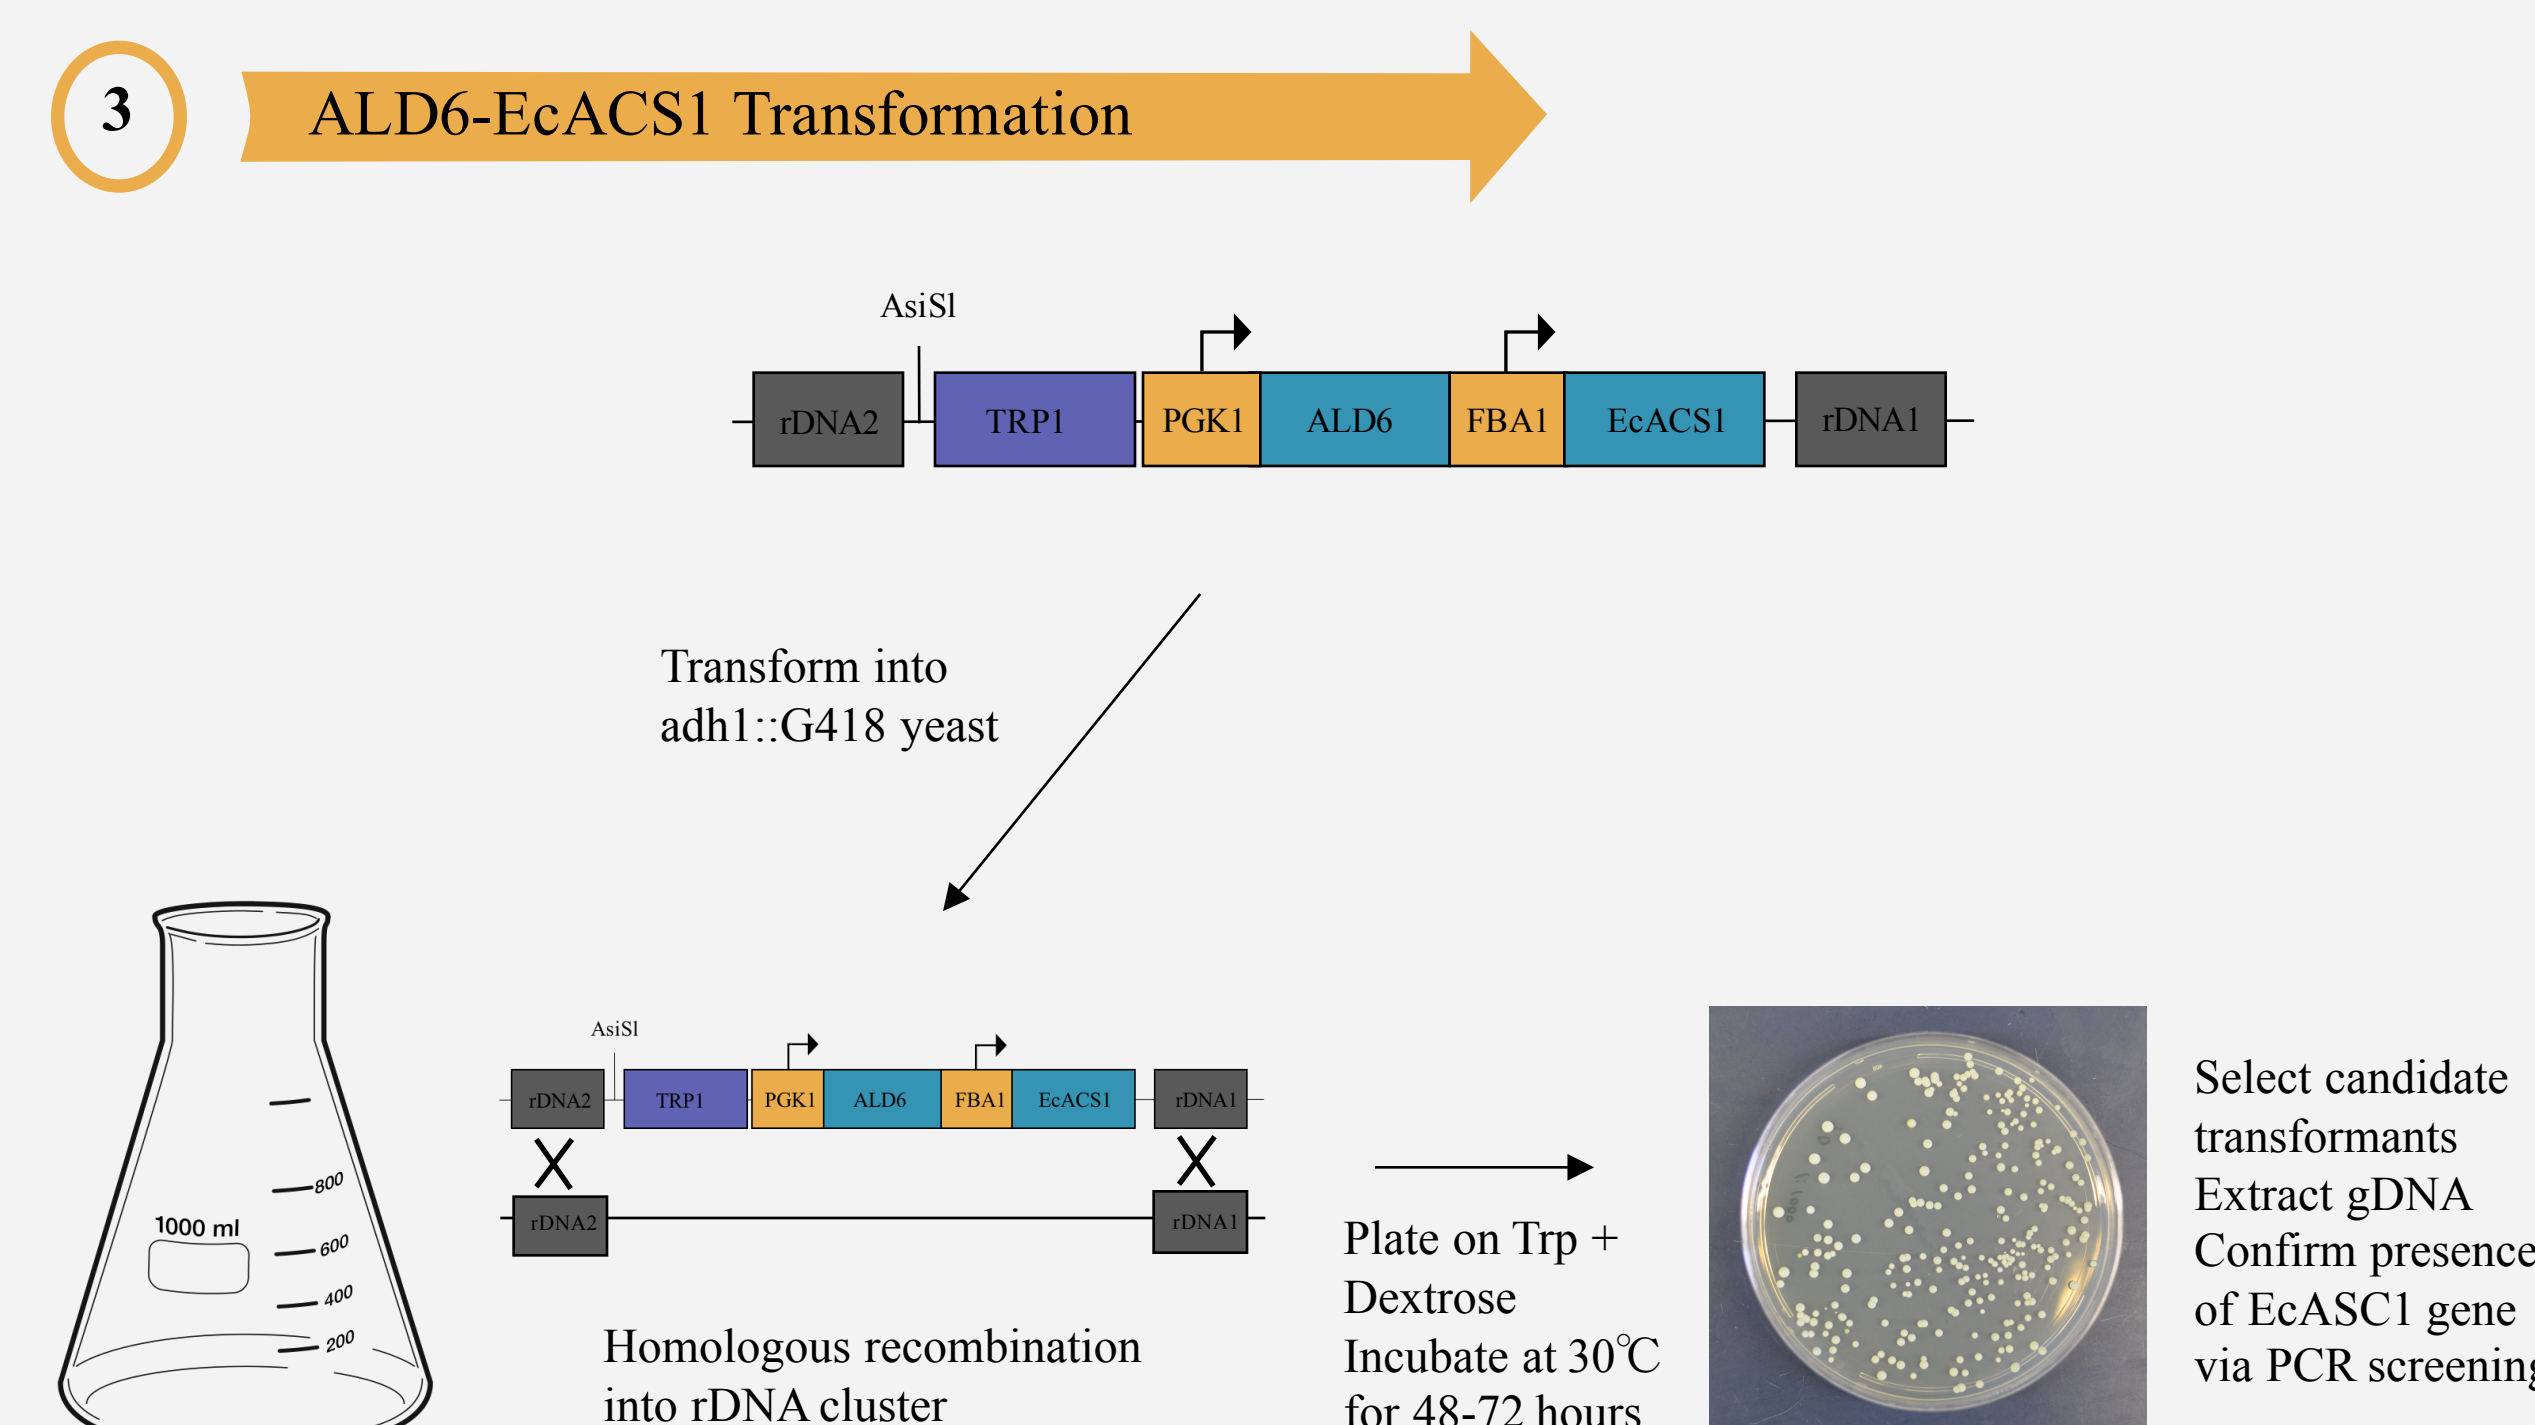 3
ALD6-EcACS1 Transformation
AsiSl
rDNA2 TRP1 PGK1 ALD6 FBA1 EcACS1 rDNA1
Transform into
adh1::G418 yeast
1000 ml
800
600
400
200
AsiSl
rDNA2 TRP1 PGK1 ALD6 FBA1 EcACS1 rDNA1
rDNA2 rDNA1
Homologous recombination
into rDNA cluster
Plate on Trp +
Dextrose
Incubate at 30℃
for 48-72 hours
Select candidate
transformants
Extract gDNA
Confirm presence
of EcASC1 gene
via PCR screening